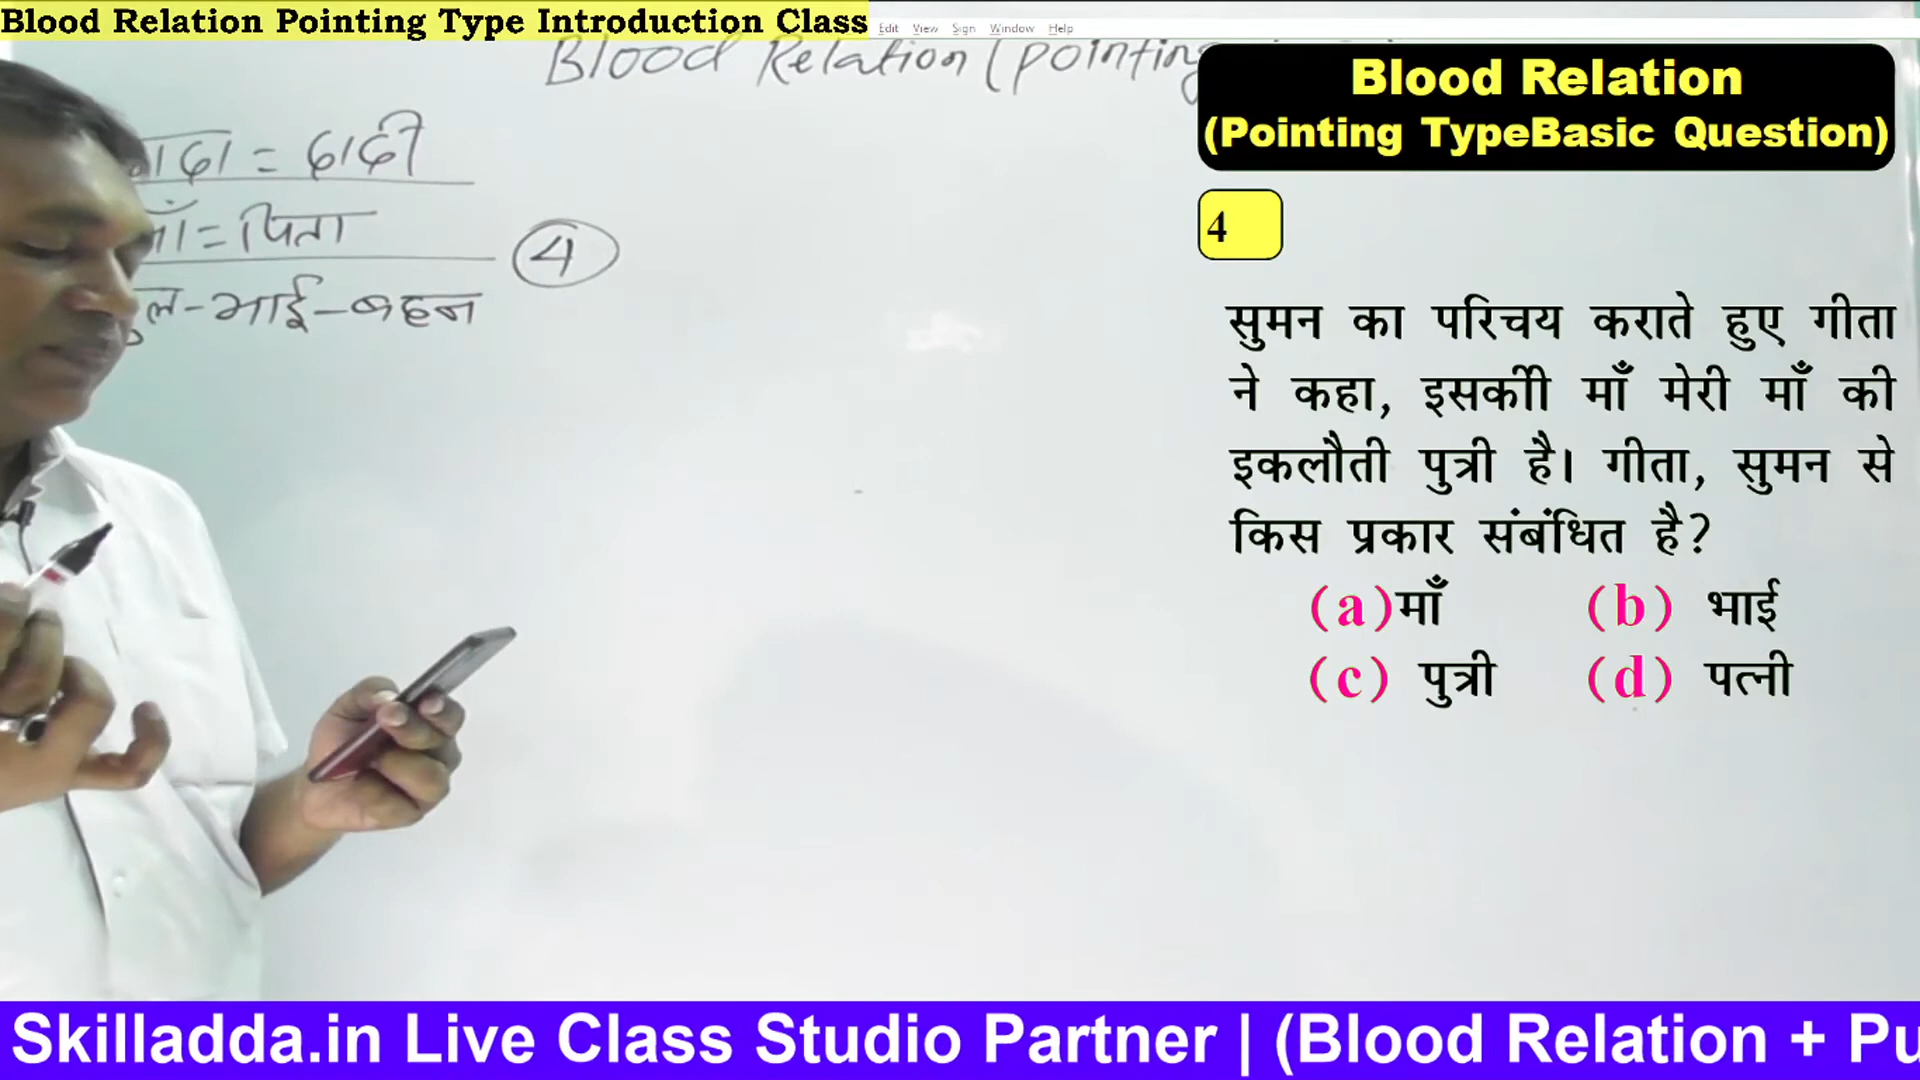 Blood Relation Pointing Type Introduction Class
Edit View Sign Window Help
Blood Relation (pointing
Blood Relation
(Pointing TypeBasic Question)
= दादी
= पिता
4
भाई-बहन
4
सुमन का परिचय कराते हुए गीता
ने कहा, इसकीी माँ मेरी माँ की
इकलौती पुत्री है। गीता, सुमन से
किस प्रकार संबंधित है?
(a)माँ (b) भाई
(c) पुत्री (d) पत्नी
Skilladda.in Live Class Studio Partner | (Blood Relation + Pu